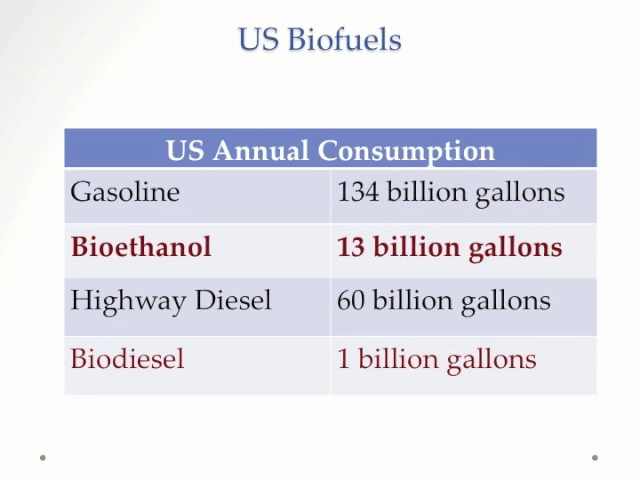 US Biofuels
US Annual Consumption
Gasoline 134 billion gallons
Bioethanol 13 billion gallons
Highway Diesel 60 billion gallons
Biodiesel 1 billion gallons